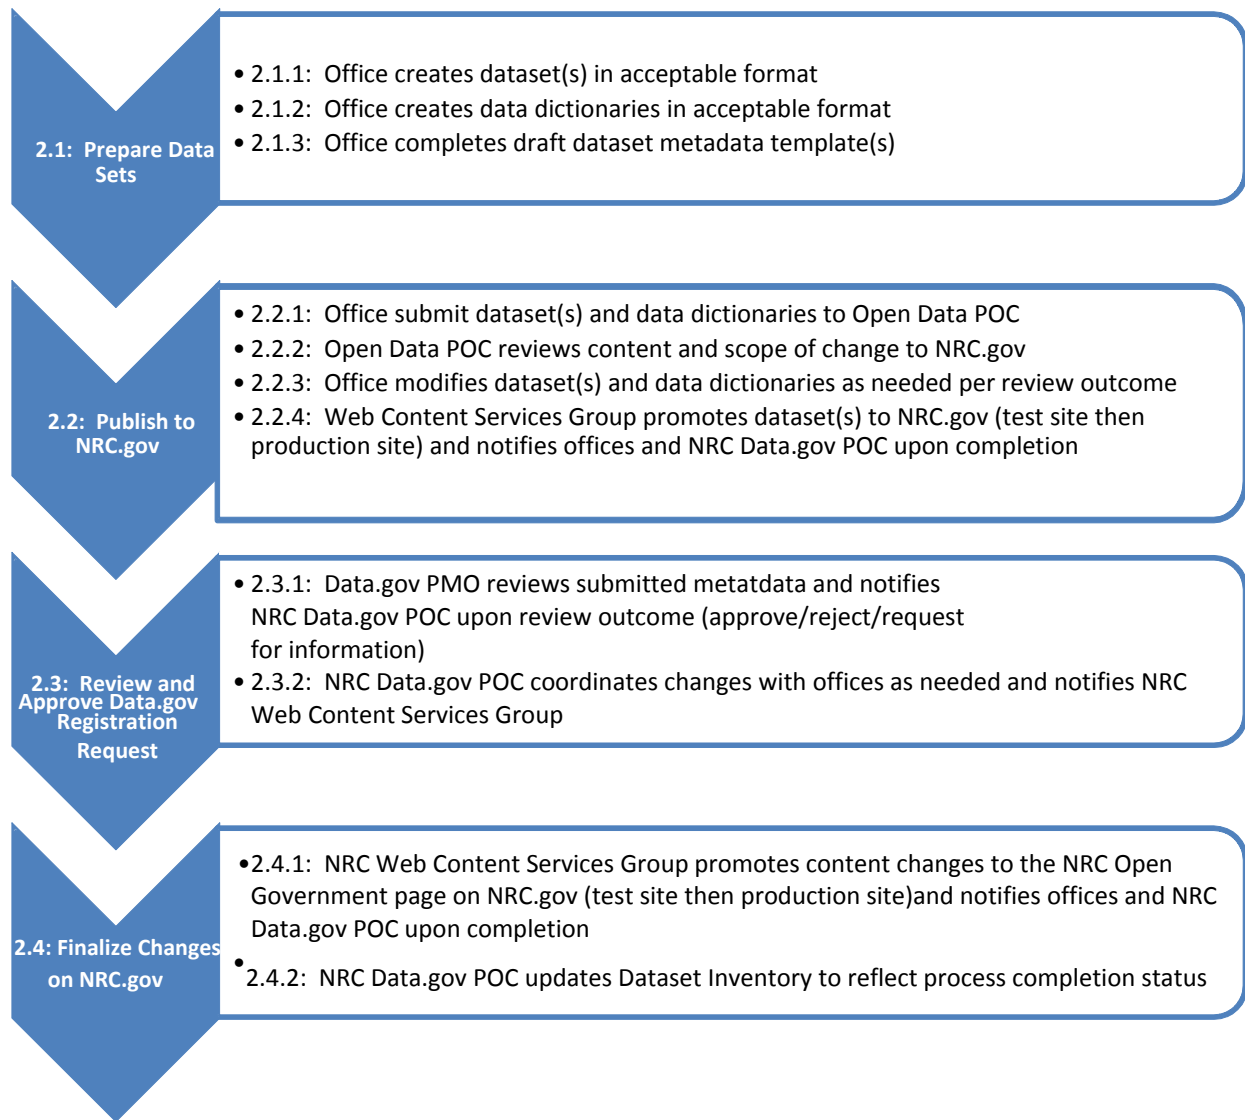 2.1:  Prepare Data
Sets
• 2.1.1:  Office creates dataset(s) in acceptable format
• 2.1.2:  Office creates data dictionaries in acceptable format
• 2.1.3:  Office completes draft dataset metadata template(s)
2.2:  Publish to
NRC.gov
• 2.2.1:  Office submit dataset(s) and data dictionaries to Open Data POC
• 2.2.2:  Open Data POC reviews content and scope of change to NRC.gov
• 2.2.3:  Office modifies dataset(s) and data dictionaries as needed per review outcome
• 2.2.4:  Web Content Services Group promotes dataset(s) to NRC.gov (test site then
production site) and notifies offices and NRC Data.gov POC upon completion
2.3:  Review and
Approve Data.gov
Registration
Request
• 2.3.1:  Data.gov PMO reviews submitted metatdata and notifies
NRC Data.gov POC upon review outcome (approve/reject/request
for information)
• 2.3.2:  NRC Data.gov POC coordinates changes with offices as needed and notifies NRC
Web Content Services Group
2.4: Finalize Changes
on NRC.gov
•2.4.1:  NRC Web Content Services Group promotes content changes to the NRC Open
Government page on NRC.gov (test site then production site)and notifies offices and NRC
Data.gov POC upon completion
• 2.4.2:  NRC Data.gov POC updates Dataset Inventory to reflect process completion status